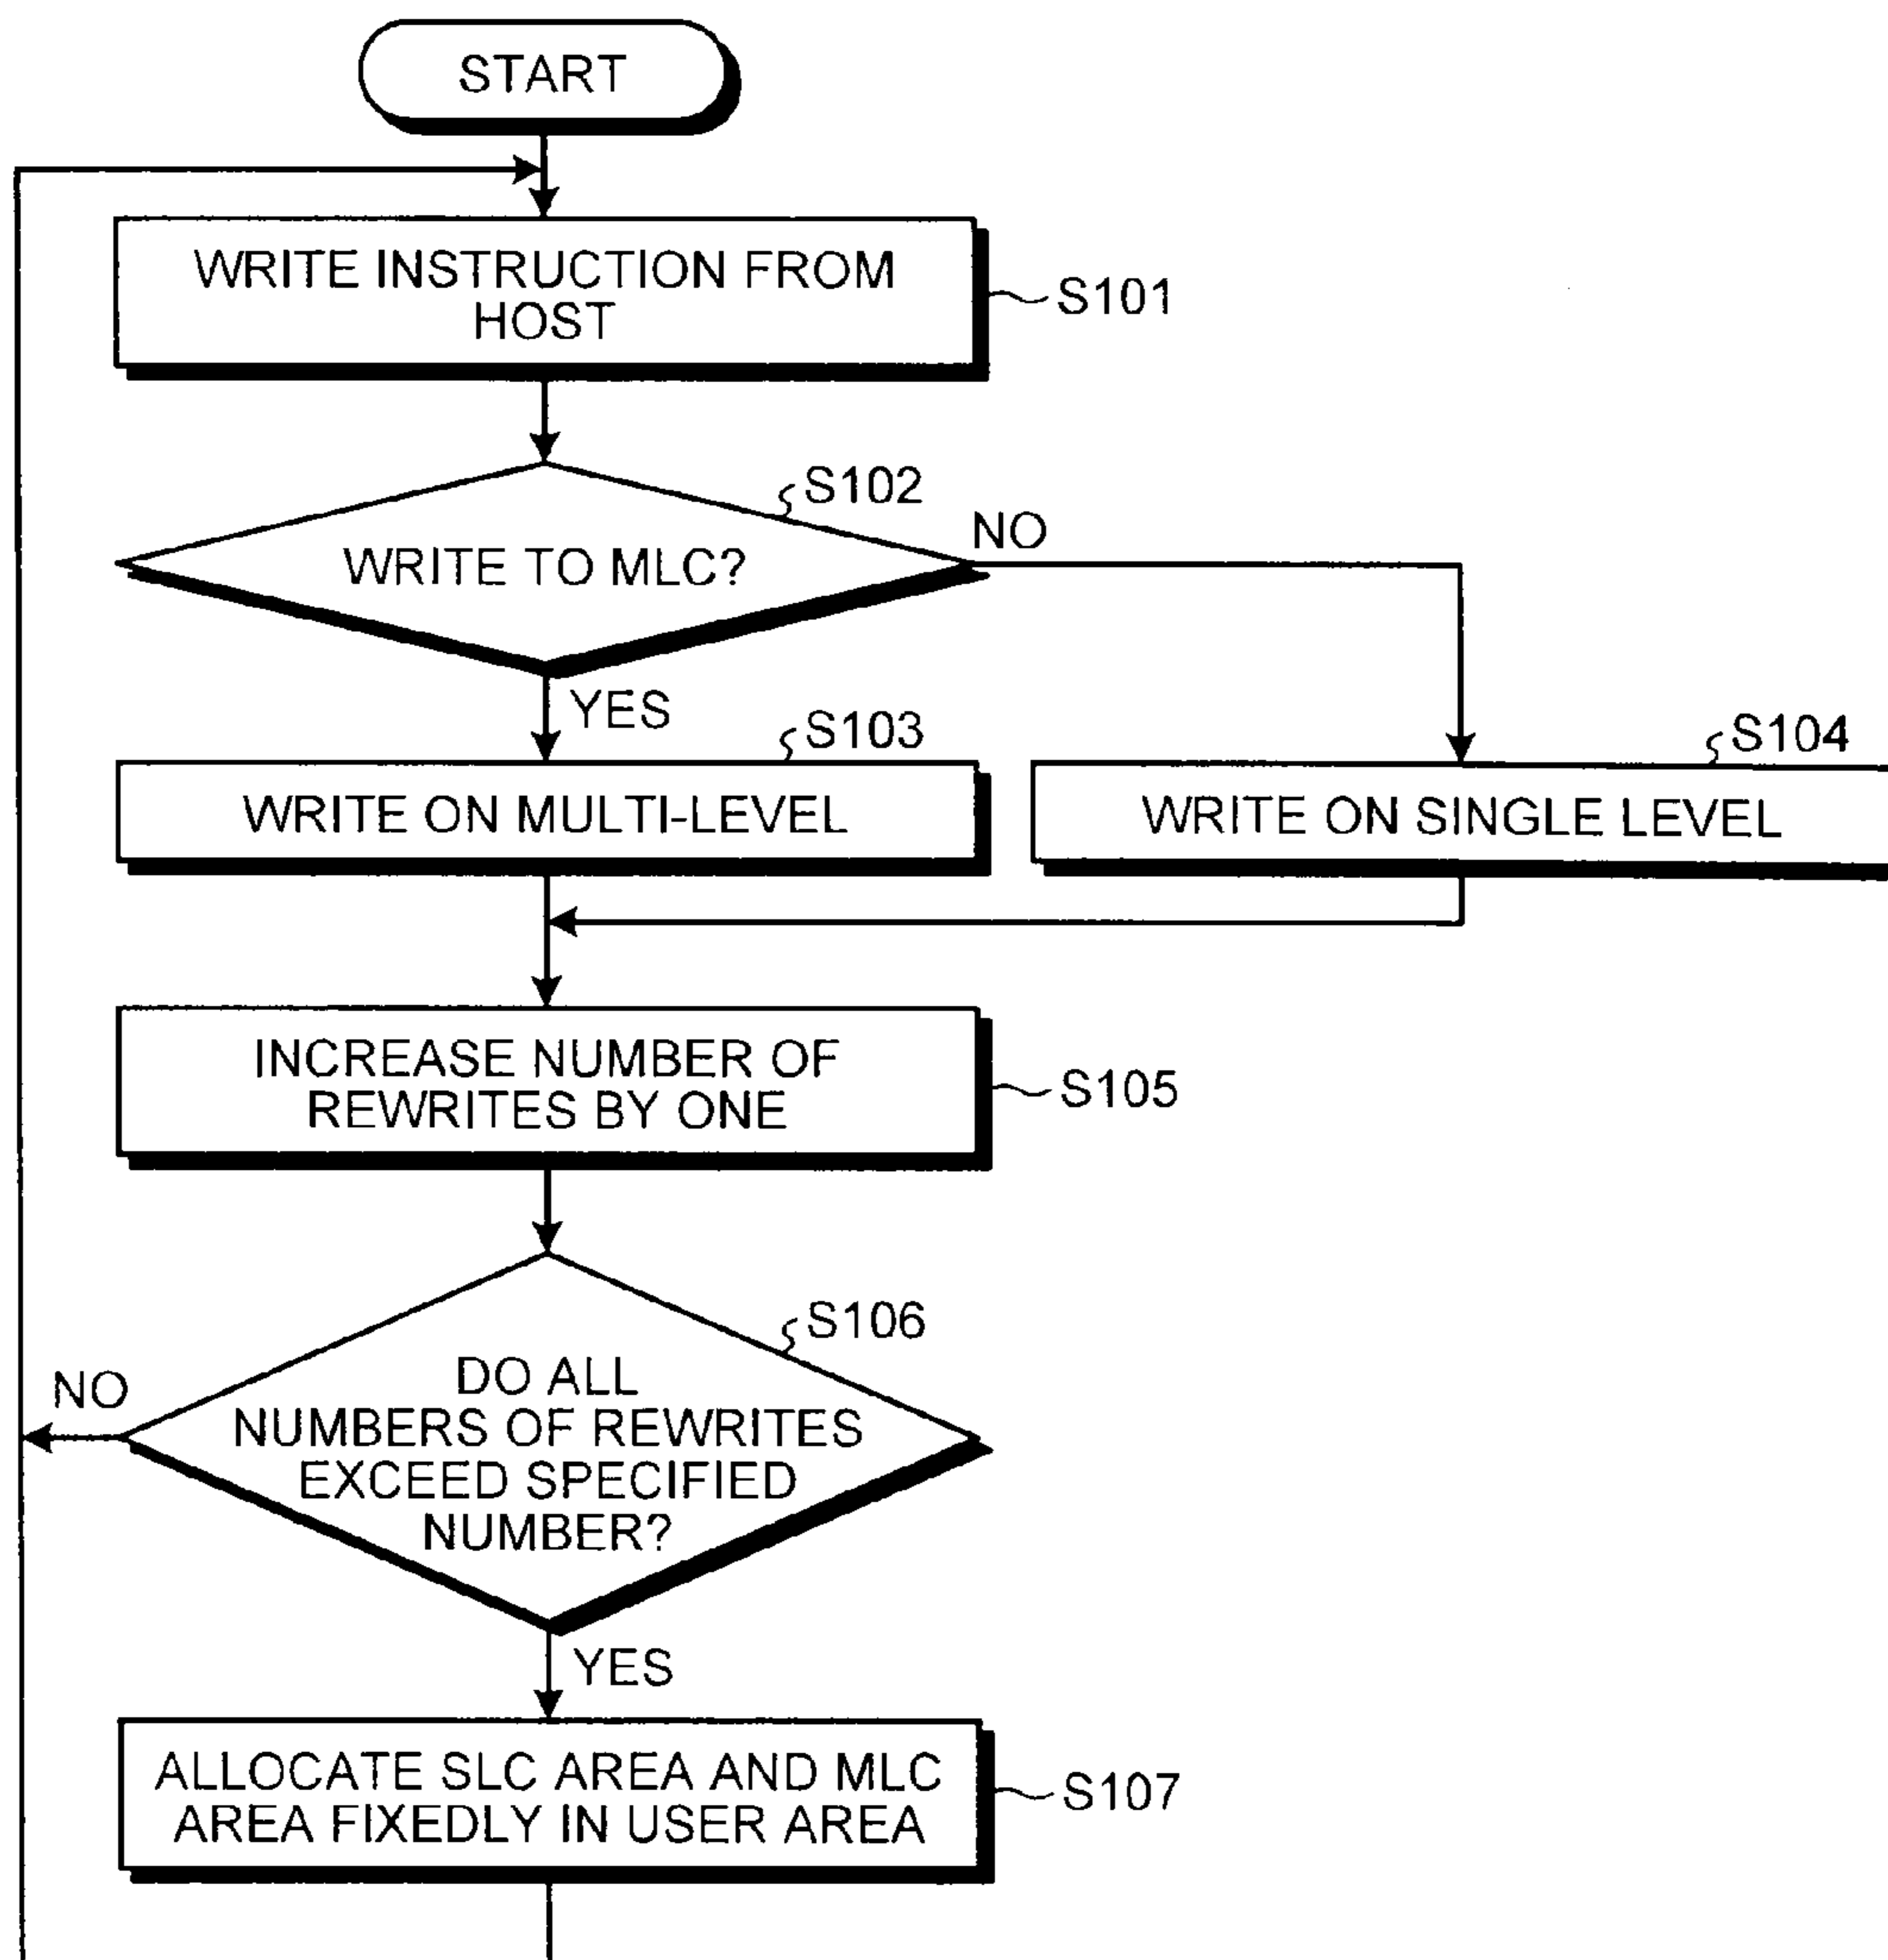 START
WRITE INSTRUCTION FROM
HOST
S101
S102
WRITE TO MLC?
NO
YES
S103
WRITE ON MULTI-LEVEL
S104
WRITE ON SINGLE LEVEL
INCREASE NUMBER OF
REWRITES BY ONE
S105
S106
DO ALL
NUMBERS OF REWRITES
EXCEED SPECIFIED
NUMBER?
NO
YES
ALLOCATE SLC AREA AND MLC
AREA FIXEDLY IN USER AREA
S107